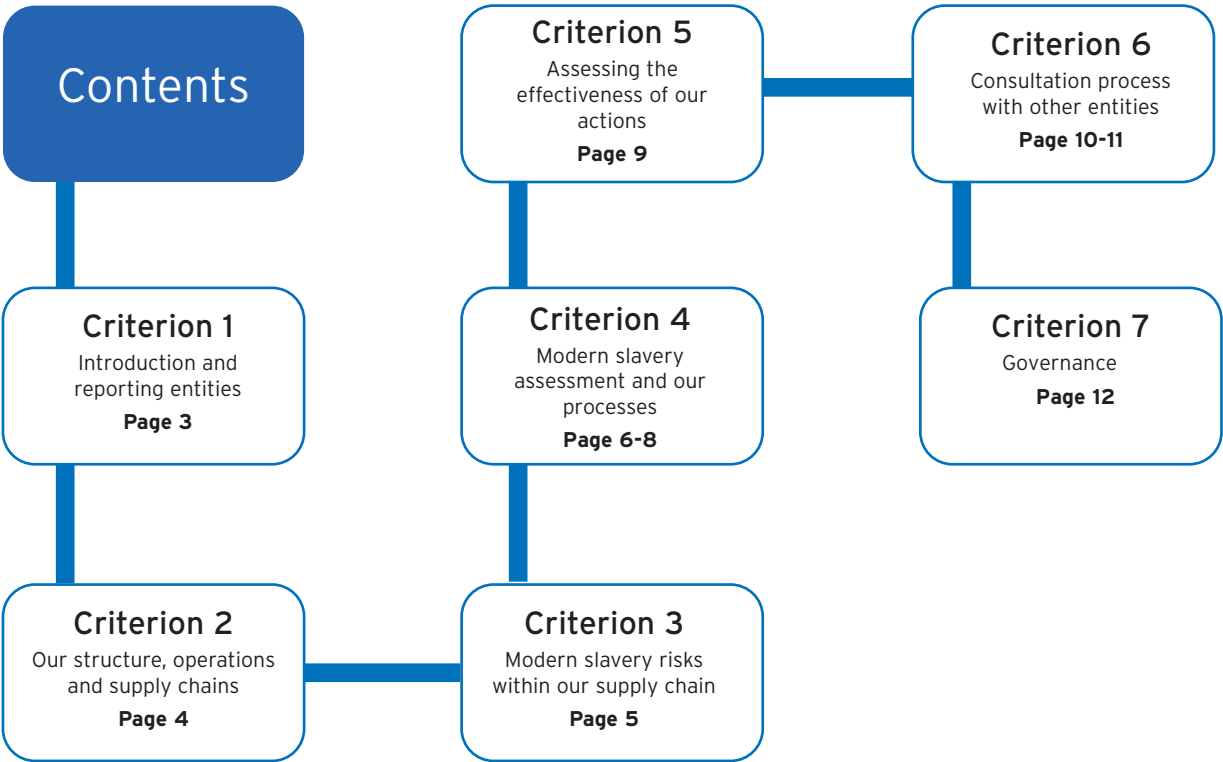 Contents
Criterion 1
Introduction and
reporting entities
Page 3
Criterion 2
Our structure, operations
and supply chains
Page 4
Criterion 3
Modern slavery risks
within our supply chain
Page 5
Criterion 4
Modern slavery
assessment and our
processes
Page 6-8
Criterion 5
Assessing the
effectiveness of our
actions
Page 9
Criterion 6
Consultation process
with other entities
Page 10-11
Criterion 7
Governance
Page 12